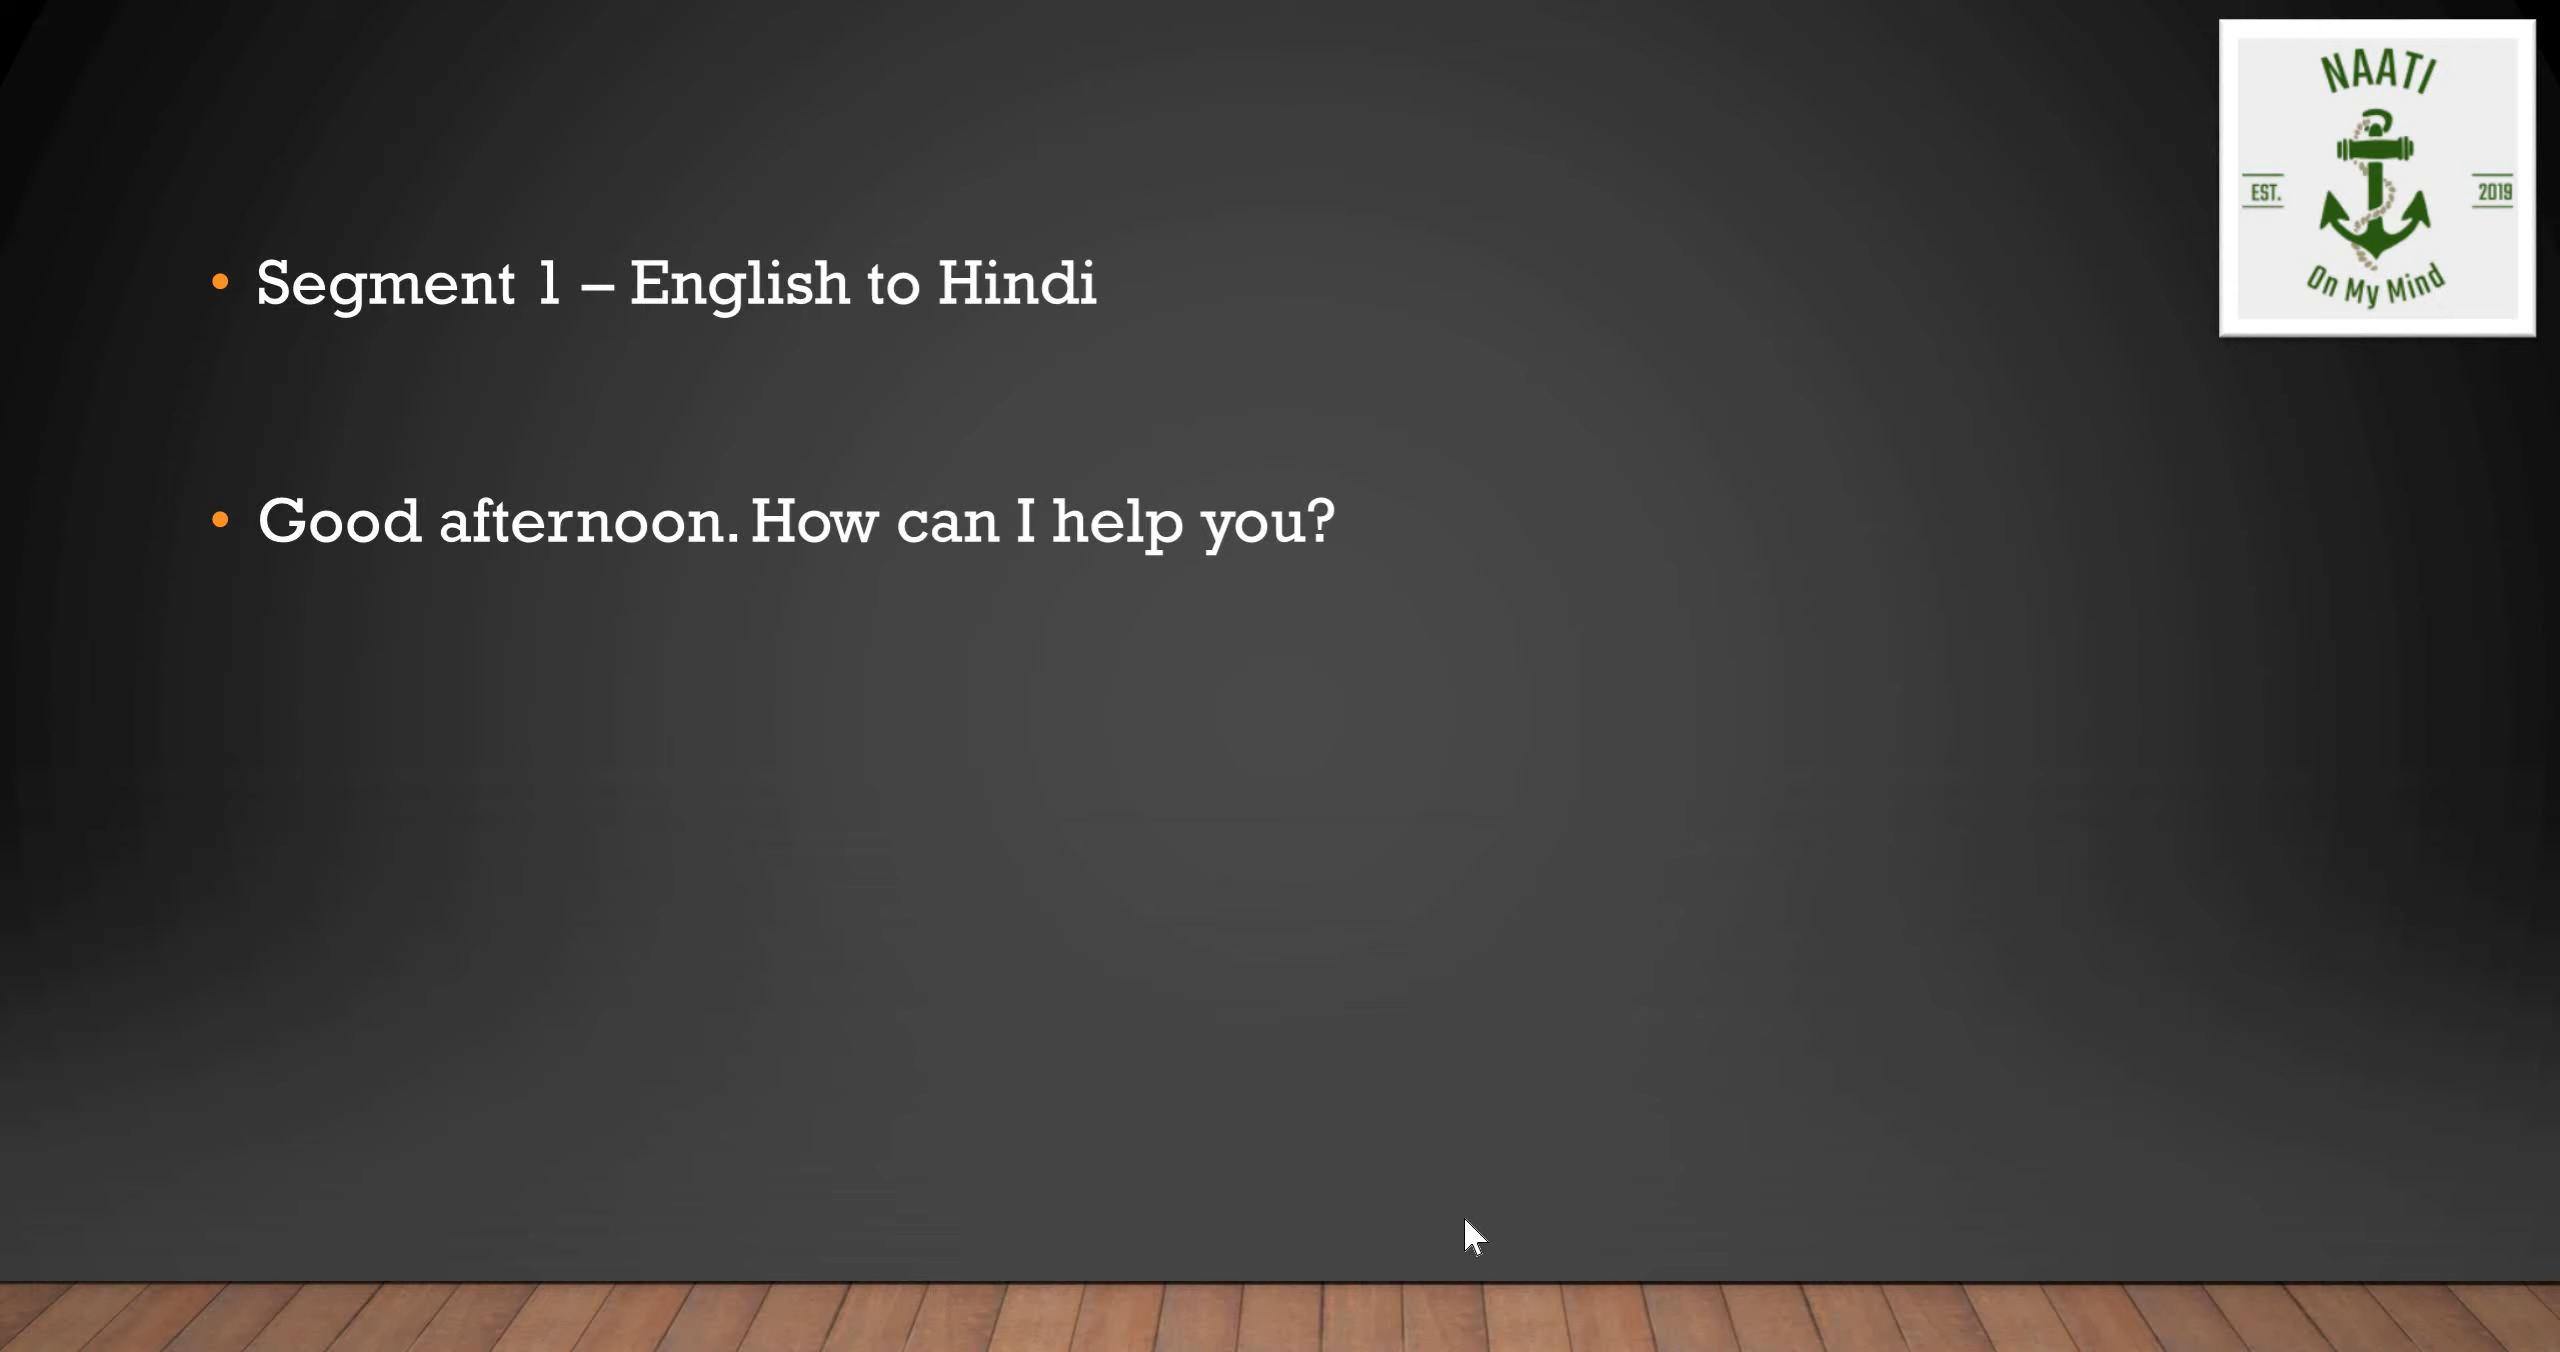 NAATI
EST.
2019
On My Mind
• Segment 1 – English to Hindi
• Good afternoon. How can I help you?